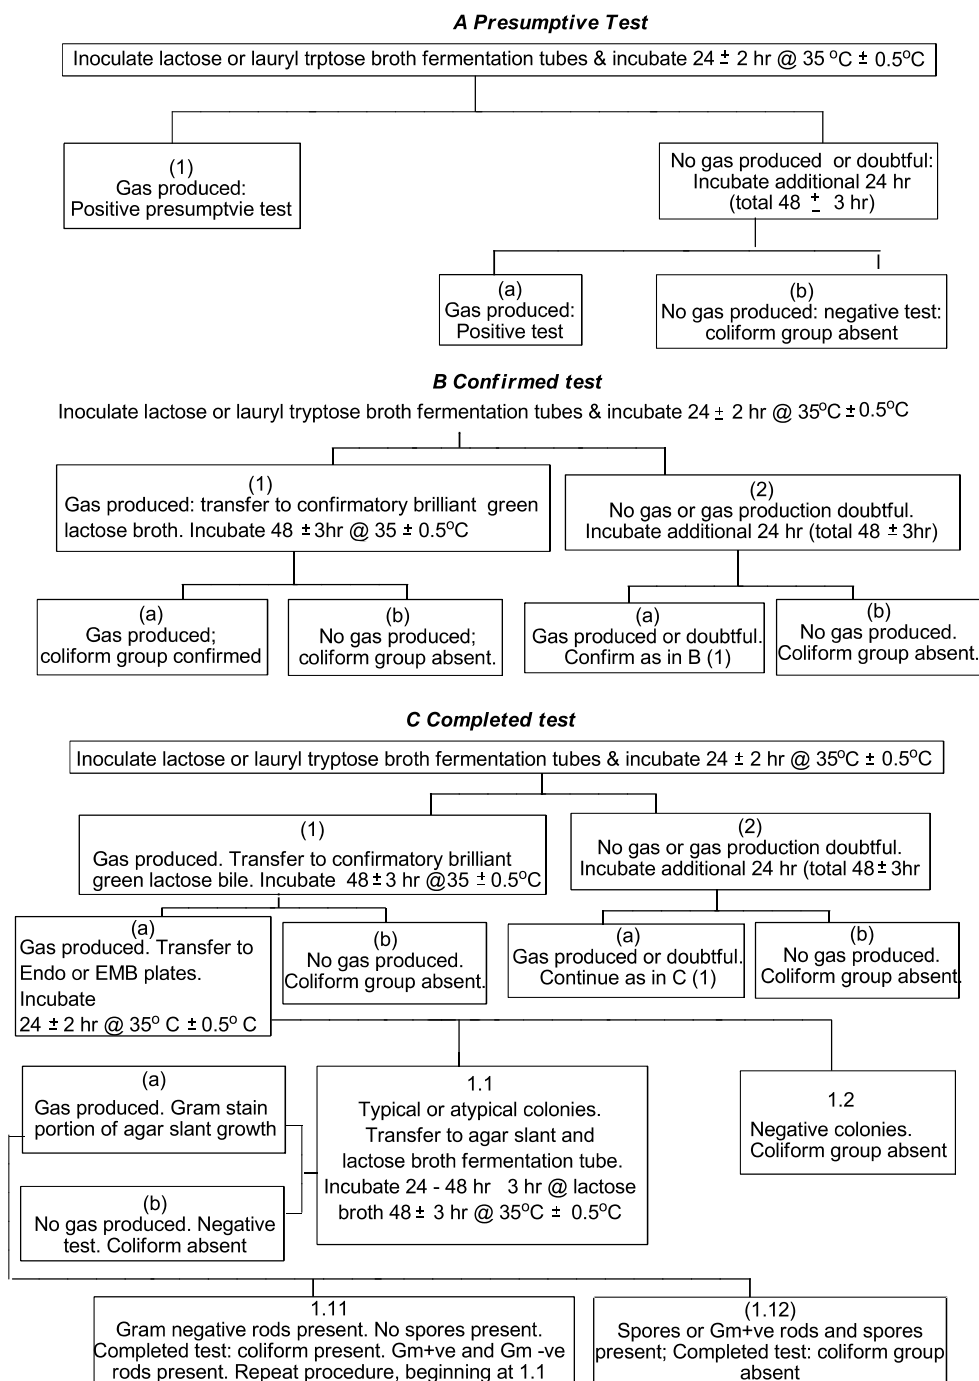 A Presumptive Test
Inoculate lactose or lauryl trptose broth fermentation tubes & incubate 24 ± 2 hr @ 35 °C ± 0.5°C
(1)
Gas produced:
Positive presumptvie test
No gas produced or doubtful:
Incubate additional 24 hr
(total 48 ± 3 hr)
(a)
Gas produced:
Positive test
(b)
No gas produced: negative test:
coliform group absent
B Confirmed test
Inoculate lactose or lauryl tryptose broth fermentation tubes & incubate 24 ± 2 hr @ 35°C ± 0.5°C
(1)
Gas produced: transfer to confirmatory brilliant green
lactose broth. Incubate 48 ± 3hr @ 35 ± 0.5°C
(2)
No gas or gas production doubtful.
Incubate additional 24 hr (total 48 ± 3hr)
(a)
Gas produced;
coliform group confirmed
(b)
No gas produced;
coliform group absent.
(a)
Gas produced or doubtful.
Confirm as in B (1)
(b)
No gas produced.
Coliform group absent.
C Completed test
Inoculate lactose or lauryl tryptose broth fermentation tubes & incubate 24 ± 2 hr @ 35°C ± 0.5°C
(1)
Gas produced. Transfer to confirmatory brilliant
green lactose bile. Incubate 48 ± 3 hr @35 ± 0.5°C
(2)
No gas or gas production doubtful.
Incubate additional 24 hr (total 48 ± 3hr
(a)
Gas produced. Transfer to
Endo or EMB plates.
Incubate
24 ± 2 hr @ 35° C ± 0.5° C
(b)
No gas produced.
Coliform group absent.
(a)
Gas produced or doubtful.
Continue as in C (1)
(b)
No gas produced.
Coliform group absent.
(a)
Gas produced. Gram stain
portion of agar slant growth
(b)
No gas produced. Negative
test. Coliform absent
1.1
Typical or atypical colonies.
Transfer to agar slant and
lactose broth fermentation tube.
Incubate 24 - 48 hr 3 hr @ lactose
broth 48 ± 3 hr @ 35°C ± 0.5°C
1.2
Negative colonies.
Coliform group absent
1.11
Gram negative rods present. No spores present.
Completed test: coliform present. Gm+ve and Gm -ve
rods present. Repeat procedure, beginning at 1.1
(1.12)
Spores or Gm+ve rods and spores
present; Completed test: coliform group
absent